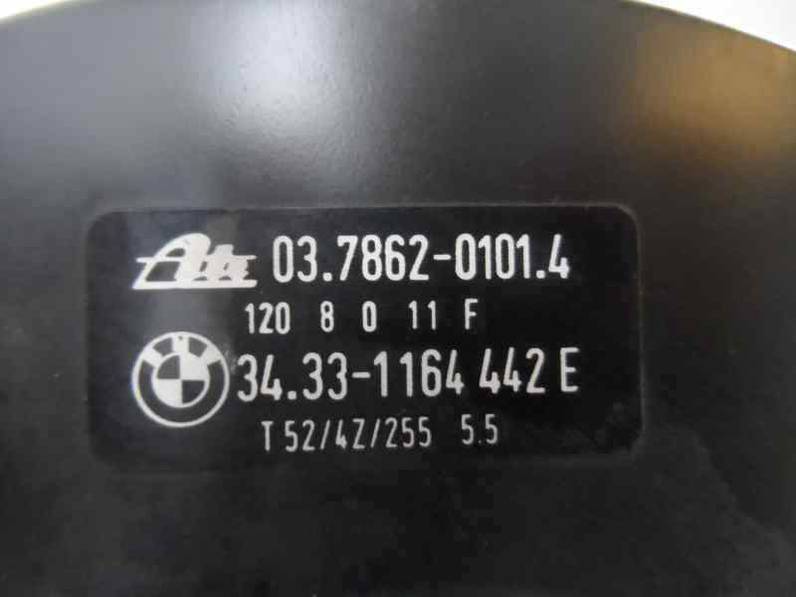 Ate 03.7862-0101.4
120 8 0 11 F
34.33-1164 442 E
T 52/4Z/255 5.5